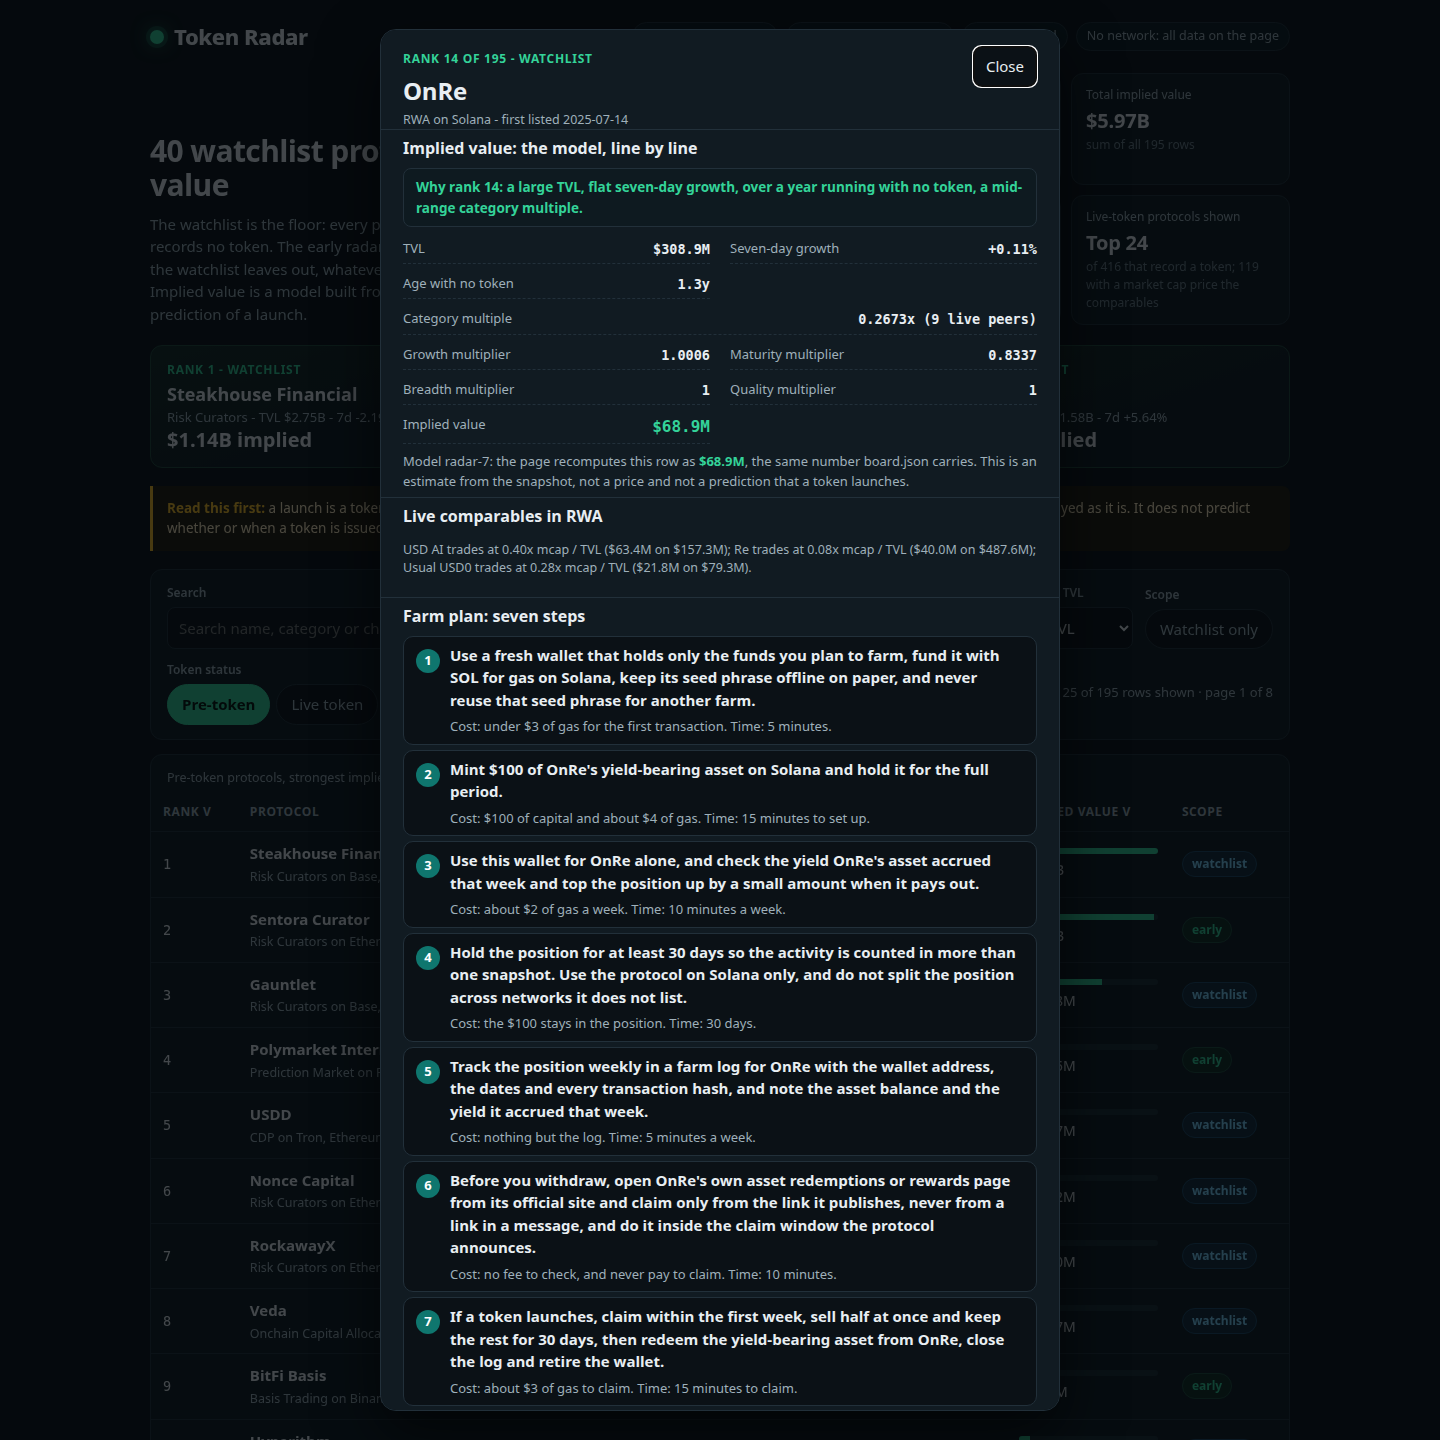 Token Radar
No network: all data on the page
40 watchlist pro
value
The watchlist is the floor: every p
records no token. The early radar
the watchlist leaves out, whateve
Implied value is a model built fro
prediction of a launch.
Total implied value
$5.97B
sum of all 195 rows
Live-token protocols shown
Top 24
of 416 that record a token; 119
with a market cap price the
comparables
RANK 1 - WATCHLIST
Steakhouse Financial
Risk Curators - TVL $2.75B - 7d -2.19
$1.14B implied
1.58B - 7d +5.64%
lied
Read this first: a launch is a token
whether or when a token is issued
yed as it is. It does not predict
Search
Search name, category or ch
TVL
VL
Scope
Watchlist only
Token status
Pre-token
Live token
25 of 195 rows shown · page 1 of 8
Pre-token protocols, strongest implie
RANK V
PROTOCOL
ED VALUE V
SCOPE
1
Steakhouse Finan
Risk Curators on Base,
watchlist
2
Sentora Curator
Risk Curators on Ether
early
3
Gauntlet
Risk Curators on Base,
watchlist
4
Polymarket Inter
Prediction Market on P
early
5
USDD
CDP on Tron, Ethereum
watchlist
6
Nonce Capital
Risk Curators on Ether
watchlist
7
RockawayX
Risk Curators on Ether
watchlist
8
Veda
Onchain Capital Alloca
watchlist
9
BitFi Basis
Basis Trading on Binan
early
RANK 14 OF 195 - WATCHLIST
Close
OnRe
RWA on Solana - first listed 2025-07-14
Implied value: the model, line by line
Why rank 14: a large TVL, flat seven-day growth, over a year running with no token, a mid-
range category multiple.
TVL $308.9M Seven-day growth +0.11%
Age with no token 1.3y
Category multiple 0.2673x (9 live peers)
Growth multiplier 1.0006 Maturity multiplier 0.8337
Breadth multiplier 1 Quality multiplier 1
Implied value $68.9M
Model radar-7: the page recomputes this row as $68.9M, the same number board.json carries. This is an
estimate from the snapshot, not a price and not a prediction that a token launches.
Live comparables in RWA
USD AI trades at 0.40x mcap / TVL ($63.4M on $157.3M); Re trades at 0.08x mcap / TVL ($40.0M on $487.6M);
Usual USD0 trades at 0.28x mcap / TVL ($21.8M on $79.3M).
Farm plan: seven steps
1
Use a fresh wallet that holds only the funds you plan to farm, fund it with
SOL for gas on Solana, keep its seed phrase offline on paper, and never
reuse that seed phrase for another farm.
Cost: under $3 of gas for the first transaction. Time: 5 minutes.
2
Mint $100 of OnRe's yield-bearing asset on Solana and hold it for the full
period.
Cost: $100 of capital and about $4 of gas. Time: 15 minutes to set up.
3
Use this wallet for OnRe alone, and check the yield OnRe's asset accrued
that week and top the position up by a small amount when it pays out.
Cost: about $2 of gas a week. Time: 10 minutes a week.
4
Hold the position for at least 30 days so the activity is counted in more than
one snapshot. Use the protocol on Solana only, and do not split the position
across networks it does not list.
Cost: the $100 stays in the position. Time: 30 days.
5
Track the position weekly in a farm log for OnRe with the wallet address,
the dates and every transaction hash, and note the asset balance and the
yield it accrued that week.
Cost: nothing but the log. Time: 5 minutes a week.
6
Before you withdraw, open OnRe's own asset redemptions or rewards page
from its official site and claim only from the link it publishes, never from a
link in a message, and do it inside the claim window the protocol
announces.
Cost: no fee to check, and never pay to claim. Time: 10 minutes.
7
If a token launches, claim within the first week, sell half at once and keep
the rest for 30 days, then redeem the yield-bearing asset from OnRe, close
the log and retire the wallet.
Cost: about $3 of gas to claim. Time: 15 minutes to claim.